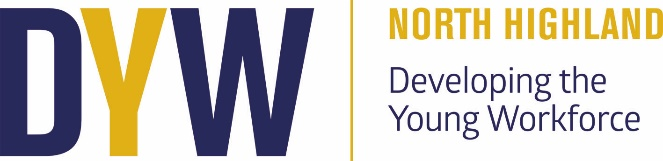 DYW
NORTH HIGHLAND
Developing the
Young Workforce